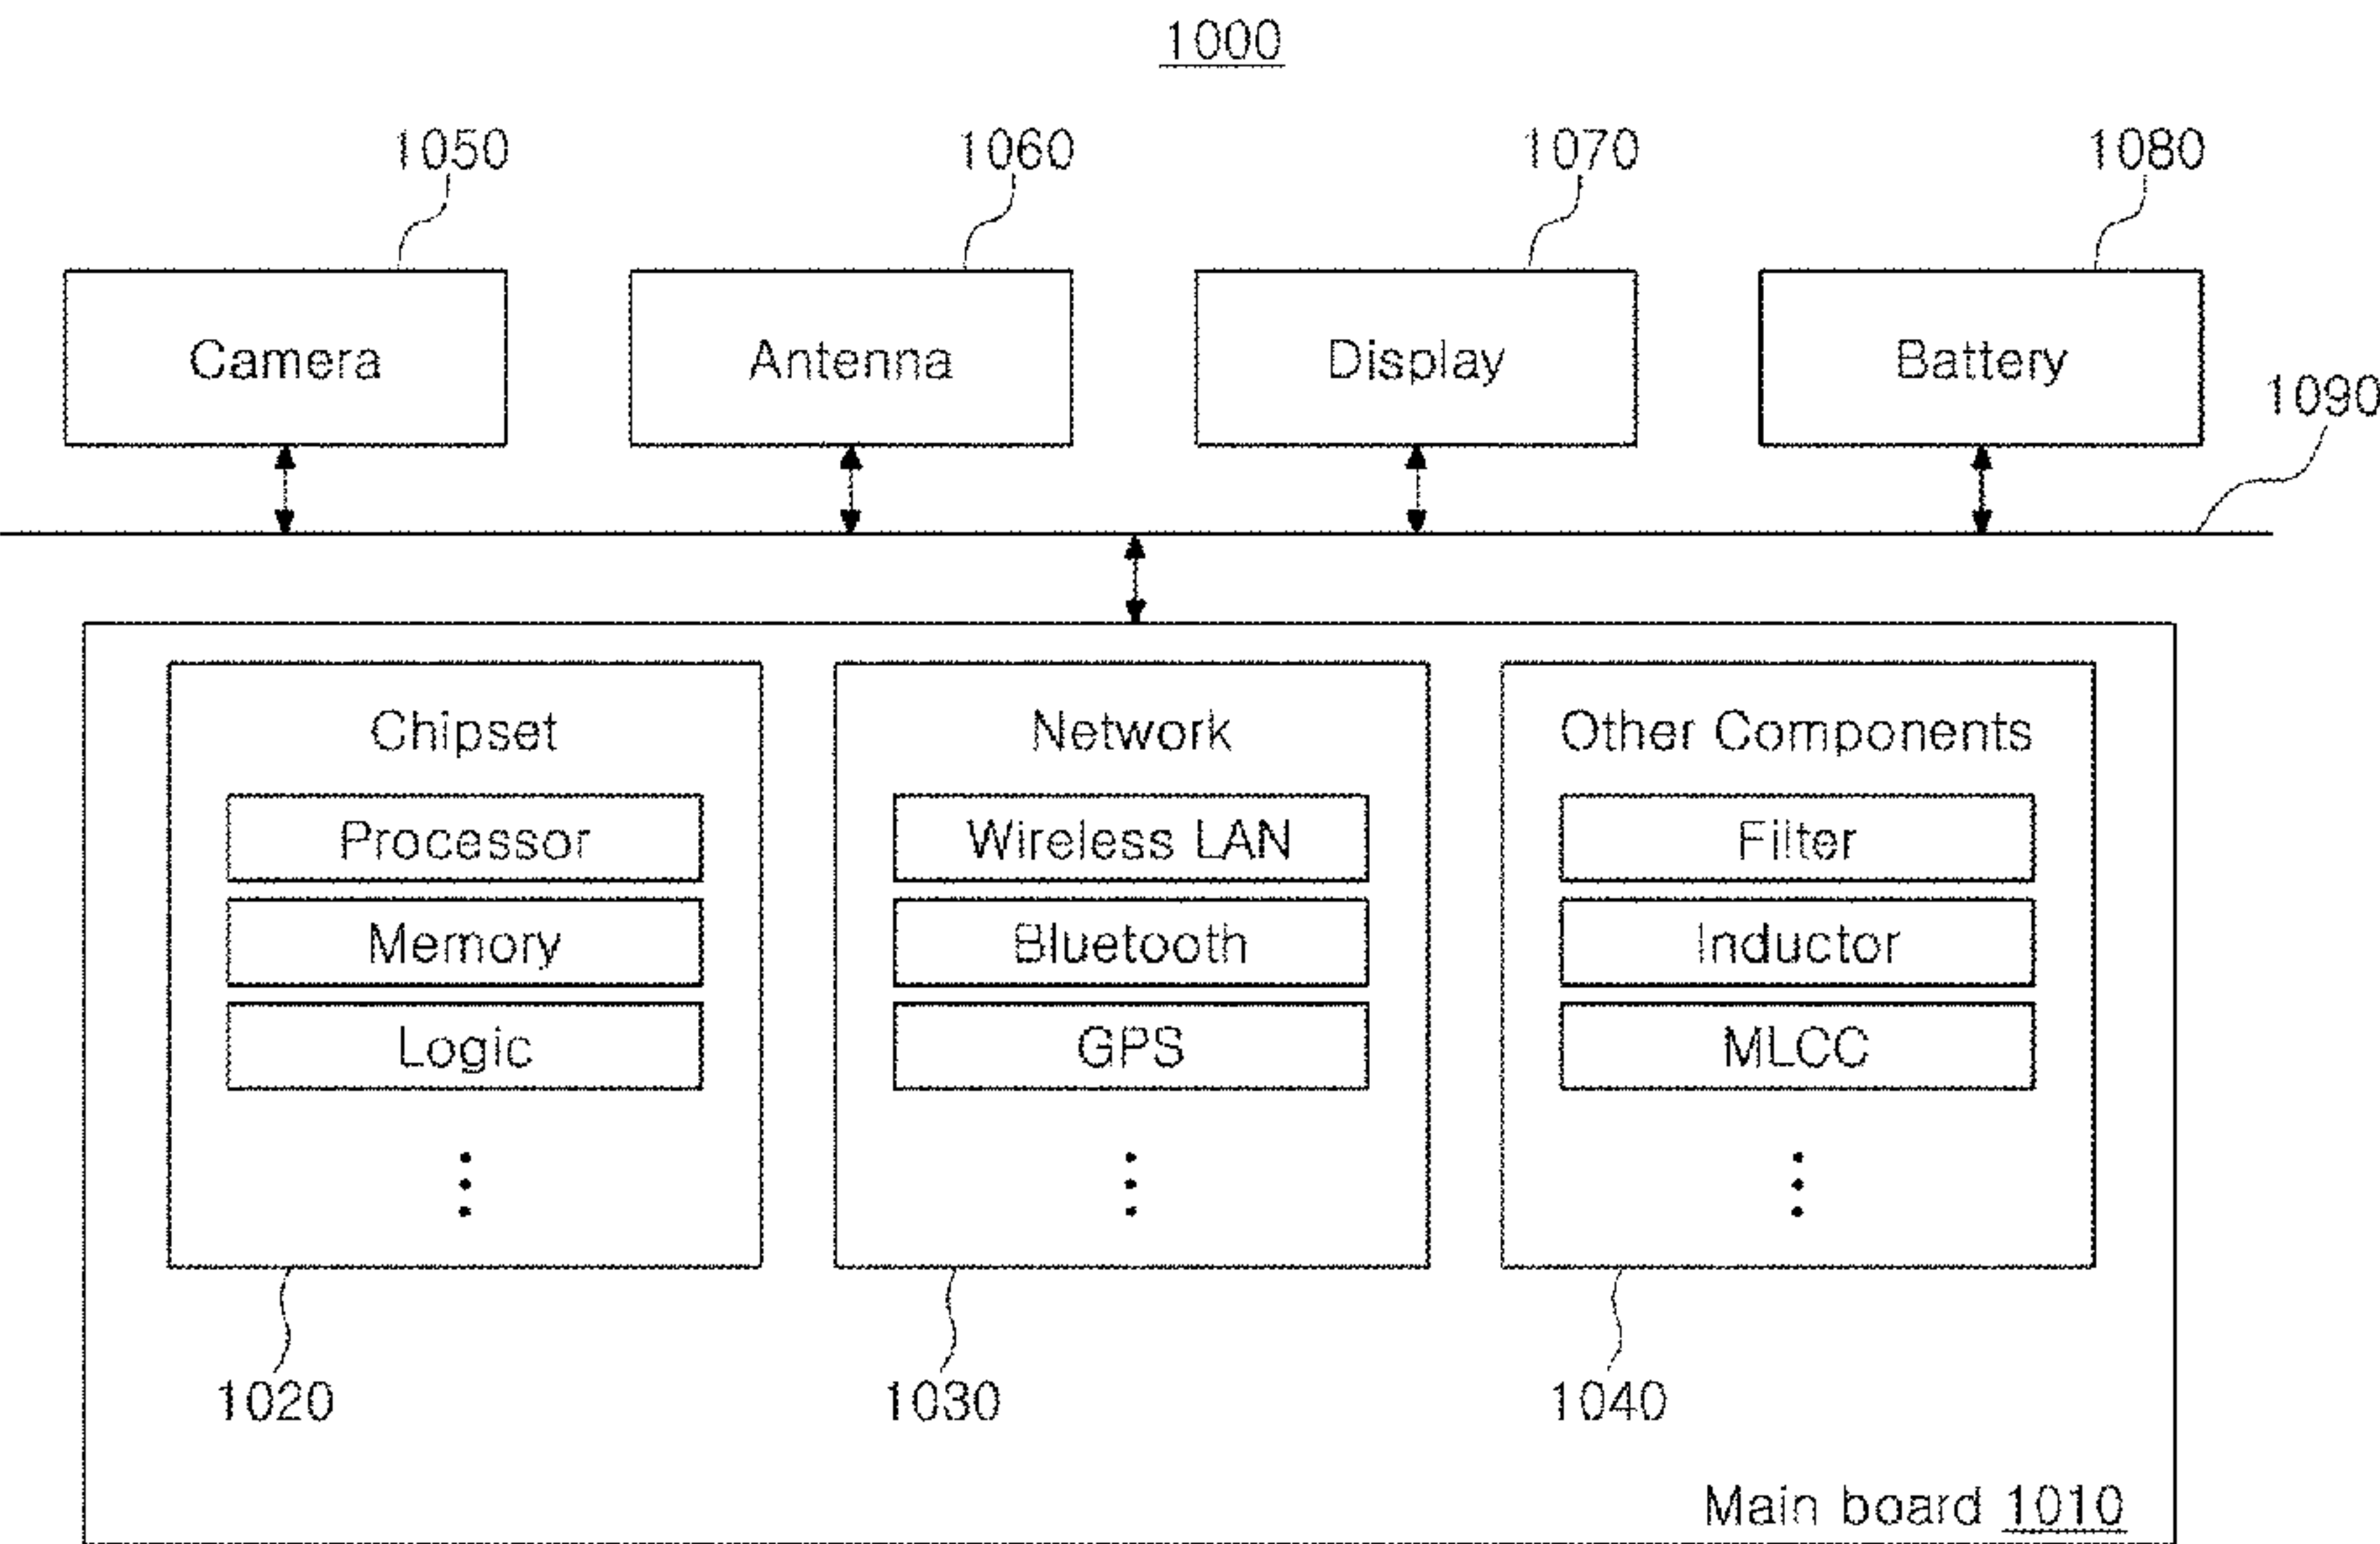 1000
1050 1060 1070 1080
Camera Antenna Display Battery
1090
Chipset Network Other Components
Processor Wireless LAN Filter
Memory Bluetooth Inductor
Logic GPS MLCC
1020 1030 1040
Main board 1010